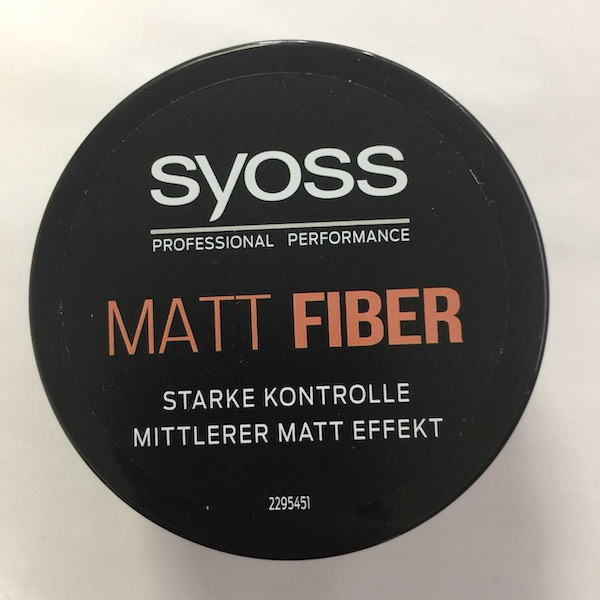 syoss
PROFESSIONAL PERFORMANCE
MATT FIBER
STARKE KONTROLLE
MITTLERER MATT EFFEKT
2295451